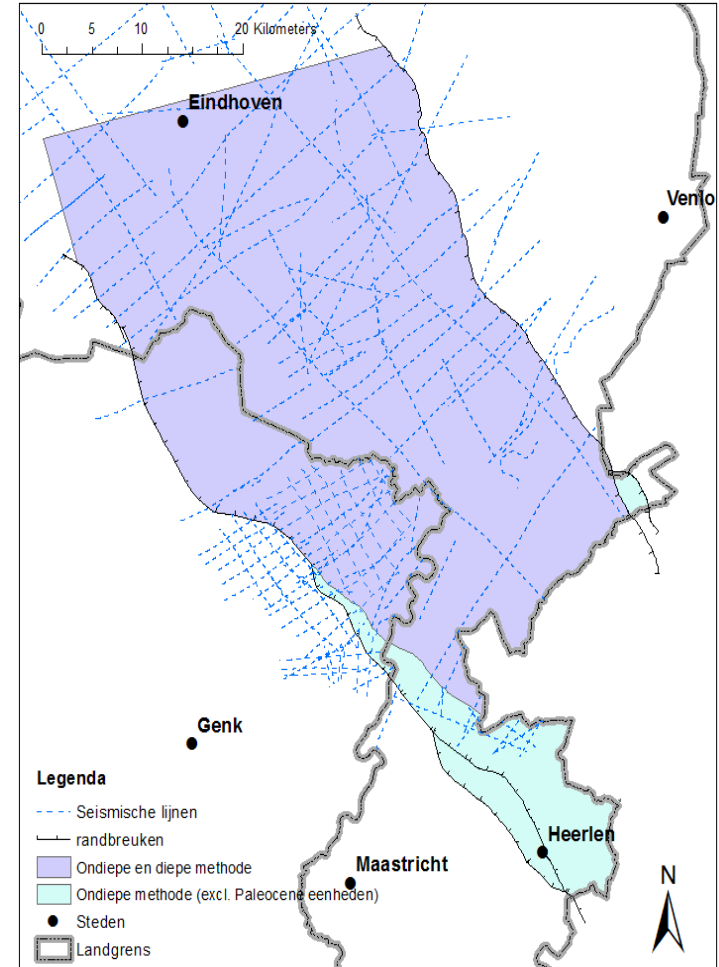 0 5 10 20 Kilometers
Eindhoven
Venlo
Genk
Legenda
Seismische lijnen
randbreuken
Ondiepe en diepe methode
Ondiepe methode (excl. Paleocene eenheden)
Steden
Landgrens
Maastricht
Heerlen
N